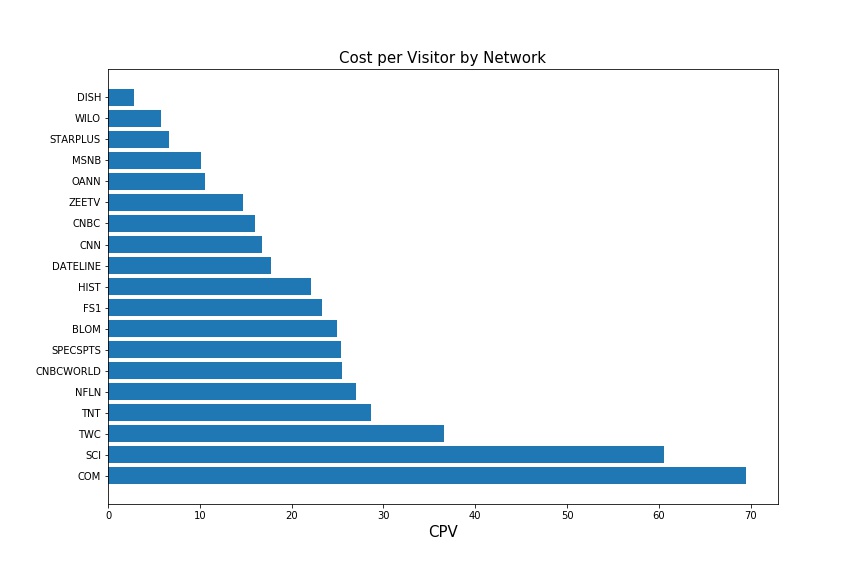 Cost per Visitor by Network
DISH
WILO
STARPLUS
MSNB
OANN
ZEETV
CNBC
CNN
DATELINE
HIST
FS1
BLOM
SPECSPTS
CNBCWORLD
NFLN
TNT
TWC
SCI
COM
0 10 20 30 40 50 60 70
CPV